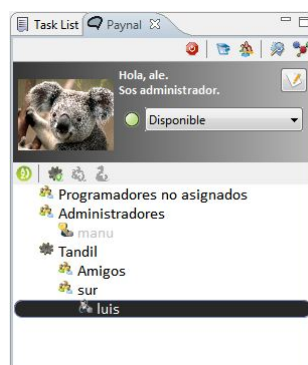 Task List Paynal
Hola, ale.
Sos administrador.
Disponible
Programadores no asignados
Administradores
manu
Tandil
Amigos
sur
luis